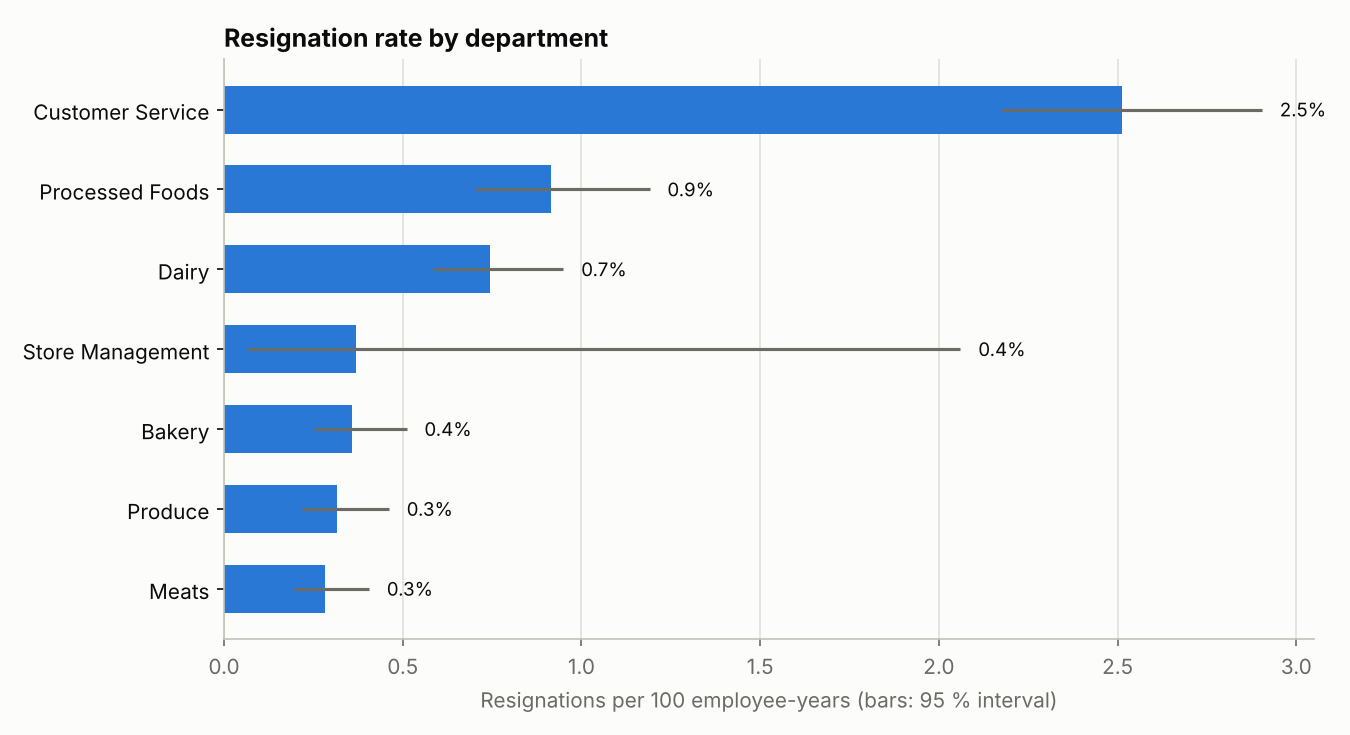 Resignation rate by department
Customer Service 2.5%
Processed Foods 0.9%
Dairy 0.7%
Store Management 0.4%
Bakery 0.4%
Produce 0.3%
Meats 0.3%
0.0 0.5 1.0 1.5 2.0 2.5 3.0
Resignations per 100 employee-years (bars: 95 % interval)